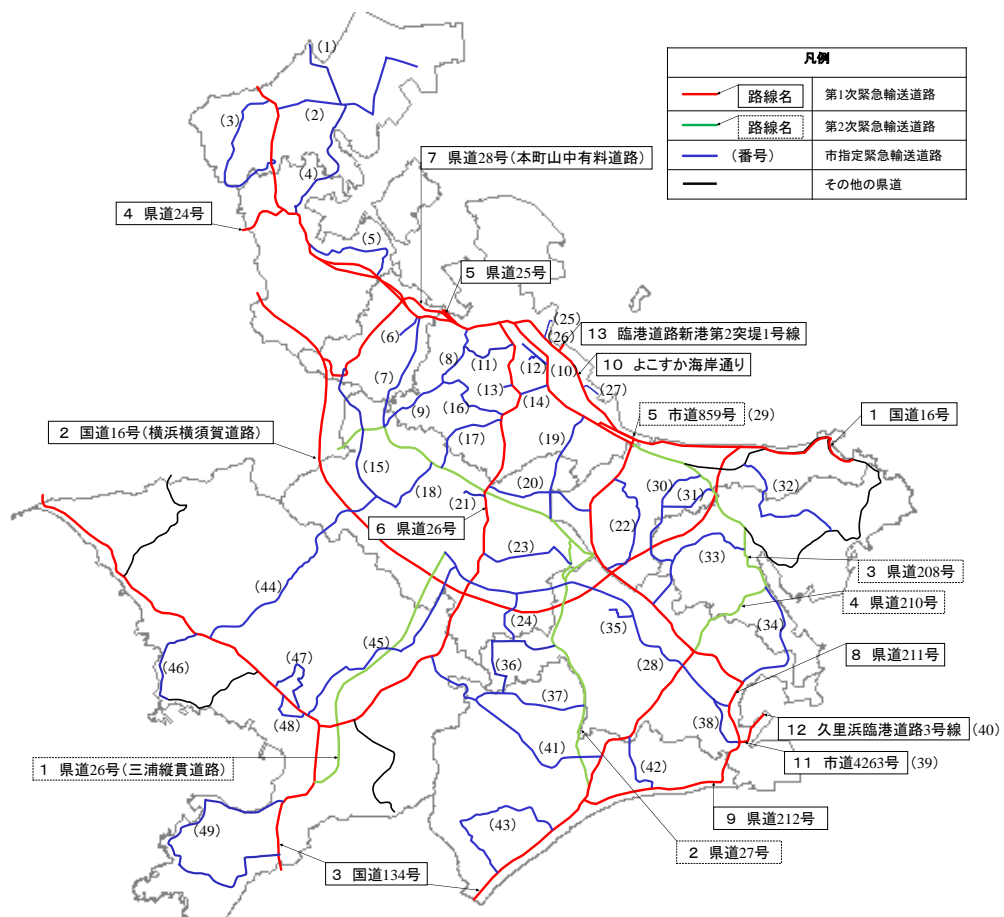 (1)
凡例
路線名 第1次緊急輸送道路
路線名 第2次緊急輸送道路
(番号) 市指定緊急輸送道路
その他の県道
(2)
(3)
7 県道28号(本町山中有料道路)
(4)
4 県道24号
(5)
5 県道25号
(25)
(26)
13 臨港道路新港第2突堤1号線
(6)
(8)
(11)
(12)
(10)
10 よこすか海岸通り
(7)
(13)
(27)
(14)
(9)
(16)
5 市道859号
(29)
1 国道16号
2 国道16号(横浜横須賀道路)
(17)
(19)
(15)
(18)
(20)
(30)
(31)
(32)
(21)
6 県道26号
(22)
(23)
(33)
3 県道208号
4 県道210号
(44)
(24)
(35)
(34)
(45)
(46)
(47)
(36)
(28)
8 県道211号
(48)
(37)
(38)
12 久里浜臨港道路3号線
(40)
(41)
11 市道4263号
(39)
1 県道26号(三浦縦貫道路)
(42)
9 県道212号
(49)
(43)
2 県道27号
3 国道134号